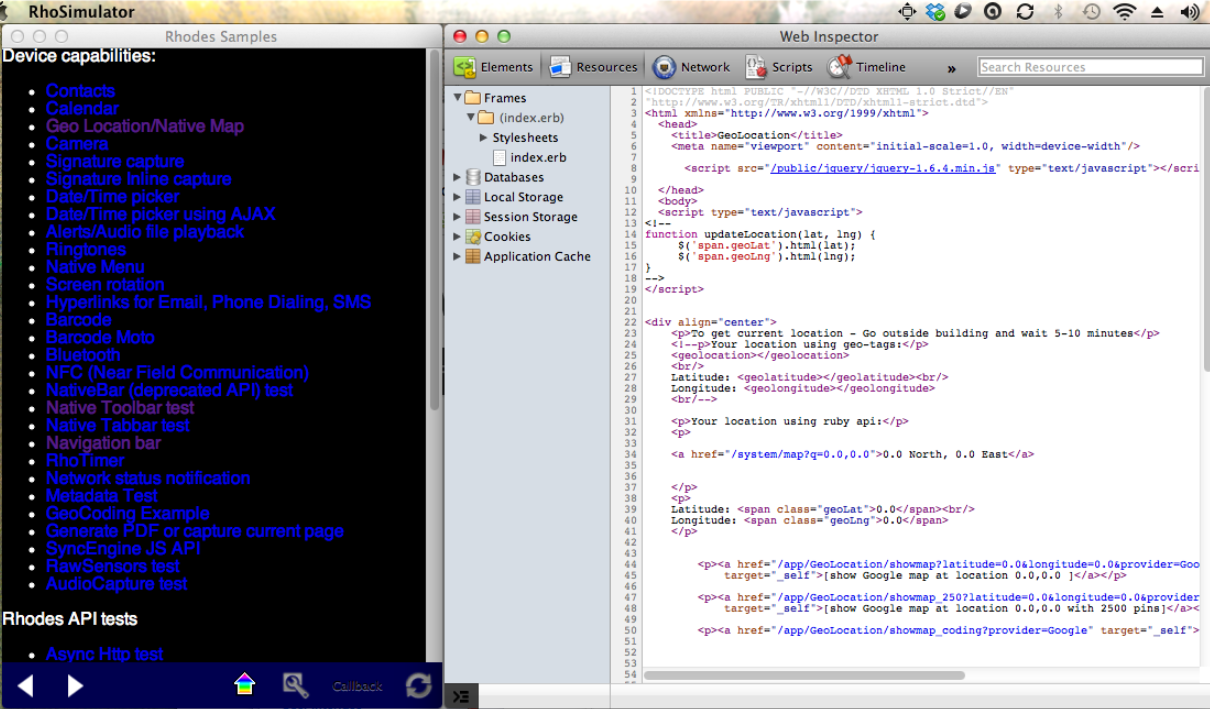 RhoSimulator
Rhodes Samples
Device capabilities:
Contacts
Calendar
Geo Location/Native Map
Camera
Signature capture
Signature Inline capture
Date/Time picker
Date/Time picker using AJAX
Alerts/Audio file playback
Ringtones
Native Menu
Screen rotation
Hyperlinks for Email, Phone Dialing, SMS
Barcode
Barcode Moto
Bluetooth
NFC (Near Field Communication)
NativeBar (deprecated API) test
Native Toolbar test
Native Tabbar test
Navigation bar
RhoTimer
Network status notification
Metadata Test
GeoCoding Example
Generate PDF or capture current page
SyncEngine JS API
RawSensors test
AudioCapture test
Rhodes API tests
Async Http test
Callback
Web Inspector
Elements Resources Network Scripts Timeline » Search Resources
Frames
(index.erb)
Stylesheets
index.erb
Databases
Local Storage
Session Storage
Cookies
Application Cache
1 <!DOCTYPE html PUBLIC "-//W3C//DTD XHTML 1.0 Strict//EN"
2 "http://www.w3.org/TR/xhtml1/DTD/xhtml1-strict.dtd">
3 <html xmlns="http://www.w3.org/1999/xhtml">
4 <head>
5 <title>GeoLocation</title>
6 <meta name="viewport" content="initial-scale=1.0, width=device-width"/>
7
8 <script src="/public/jquery/jquery-1.6.4.min.js" type="text/javascript"></scri
9
10 </head>
11 <body>
12 <script type="text/javascript">
13 <!--
14 function updateLocation(lat, lng) {
15 $('span.geoLat').html(lat);
16 $('span.geoLng').html(lng);
17 }
18 -->
19 </script>
20
21
22 <div align="center">
23 <p>To get current location - Go outside building and wait 5-10 minutes</p>
24 <!--p>Your location using geo-tags:</p>
25 <geolocation></geolocation>
26 <br/>
27 Latitude: <geolatitude></geolatitude><br/>
28 Longitude: <geolongitude></geolongitude>
29 <br/-->
30
31 <p>Your location using ruby api:</p>
32 <p>
33
34 <a href="/system/map?q=0.0,0.0">0.0 North, 0.0 East</a>
35
36
37 </p>
38 <p>
39 Latitude: <span class="geoLat">0.0</span><br/>
40 Longitude: <span class="geoLng">0.0</span>
41 </p>
42
43
44 <p><a href="/app/GeoLocation/showmap?latitude=0.0&longitude=0.0&provider=Goo
45 target="_self">[show Google map at location 0.0,0.0 ]</a></p>
46
47 <p><a href="/app/GeoLocation/showmap_250?latitude=0.0&longitude=0.0&provider
48 target="_self">[show Google map at location 0.0,0.0 with 2500 pins]</a><
49
50 <p><a href="/app/GeoLocation/showmap_coding?provider=Google" target="_self">
51
52
53
54